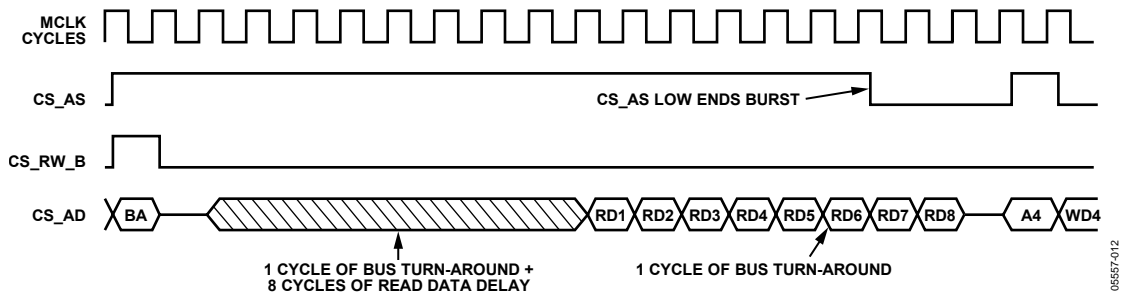 MCLK
CYCLES
CS_AS
CS_AS LOW ENDS BURST
CS_RW_B
CS_AD
BA
RD1 RD2 RD3 RD4 RD5 RD6 RD7 RD8
A4
WD4
1 CYCLE OF BUS TURN-AROUND +
8 CYCLES OF READ DATA DELAY
1 CYCLE OF BUS TURN-AROUND
05557-012